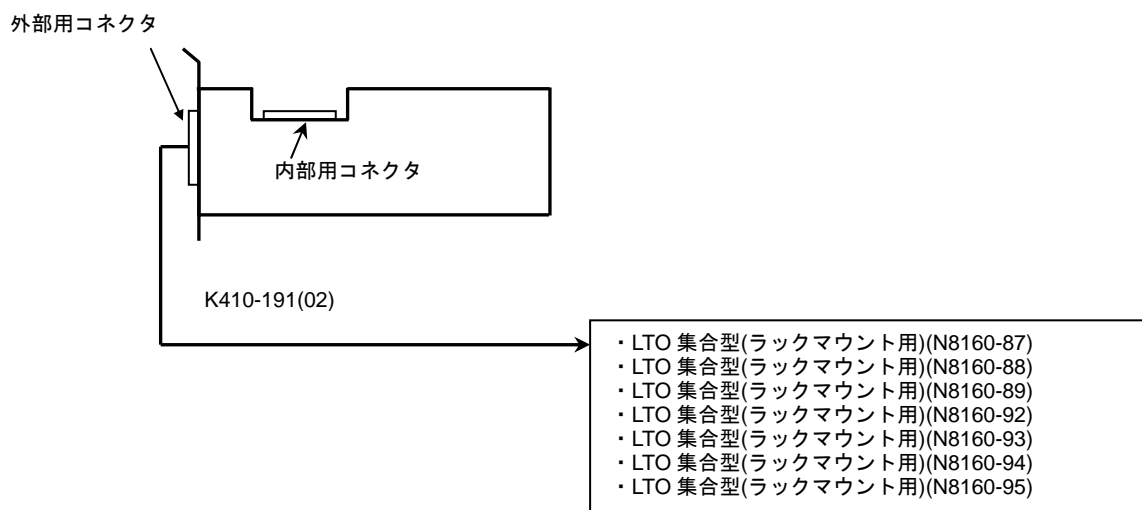 外部用コネクタ
内部用コネクタ
K410-191(02)
・LTO 集合型(ラックマウント用)(N8160-87)
・LTO 集合型(ラックマウント用)(N8160-88)
・LTO 集合型(ラックマウント用)(N8160-89)
・LTO 集合型(ラックマウント用)(N8160-92)
・LTO 集合型(ラックマウント用)(N8160-93)
・LTO 集合型(ラックマウント用)(N8160-94)
・LTO 集合型(ラックマウント用)(N8160-95)